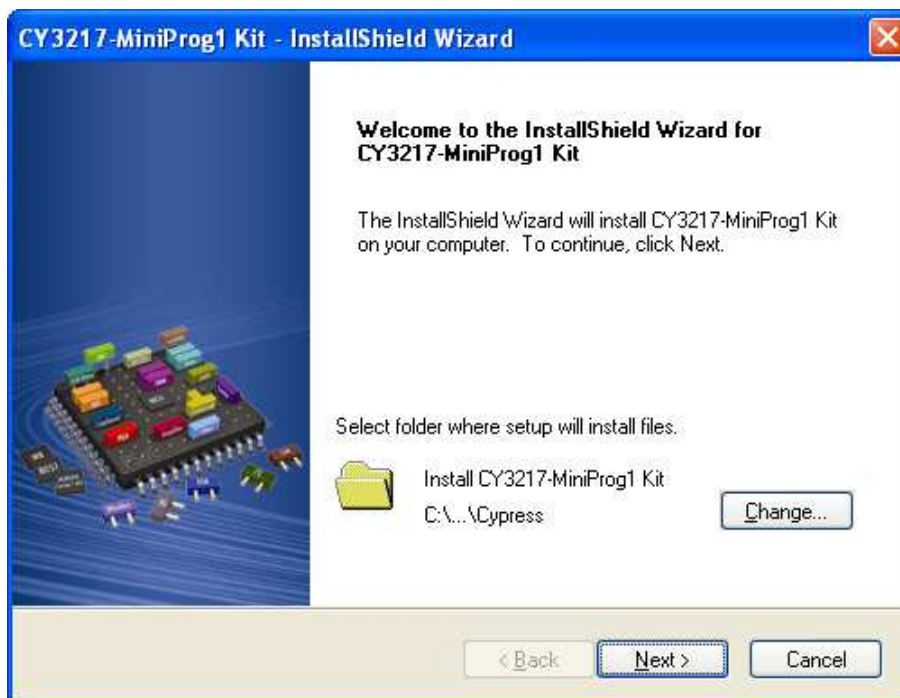 CY3217-MiniProg1 Kit - InstallShield Wizard
Welcome to the InstallShield Wizard for
CY3217-MiniProg1 Kit
The InstallShield Wizard will install CY3217-MiniProg1 Kit
on your computer.  To continue, click Next.
Select folder where setup will install files.
Install CY3217-MiniProg1 Kit
C:\...\Cypress
Change...
< Back
Next >
Cancel